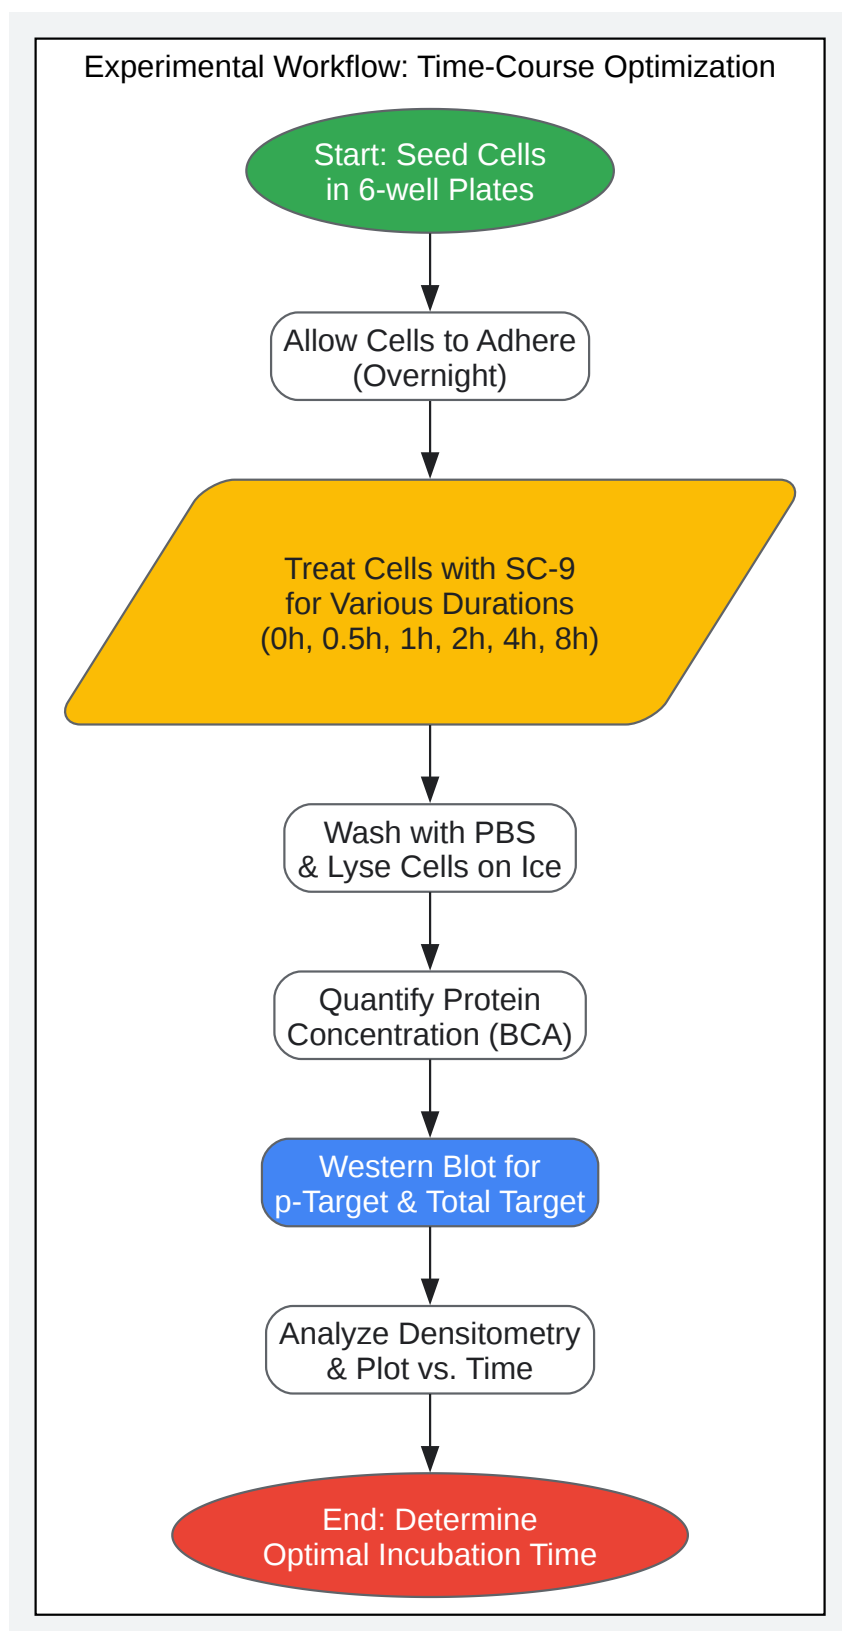 Experimental Workflow: Time-Course Optimization
Start: Seed Cells
in 6-well Plates
Allow Cells to Adhere
(Overnight)
Treat Cells with SC-9
for Various Durations
(0h, 0.5h, 1h, 2h, 4h, 8h)
Wash with PBS
& Lyse Cells on Ice
Quantify Protein
Concentration (BCA)
Western Blot for
p-Target & Total Target
Analyze Densitometry
& Plot vs. Time
End: Determine
Optimal Incubation Time